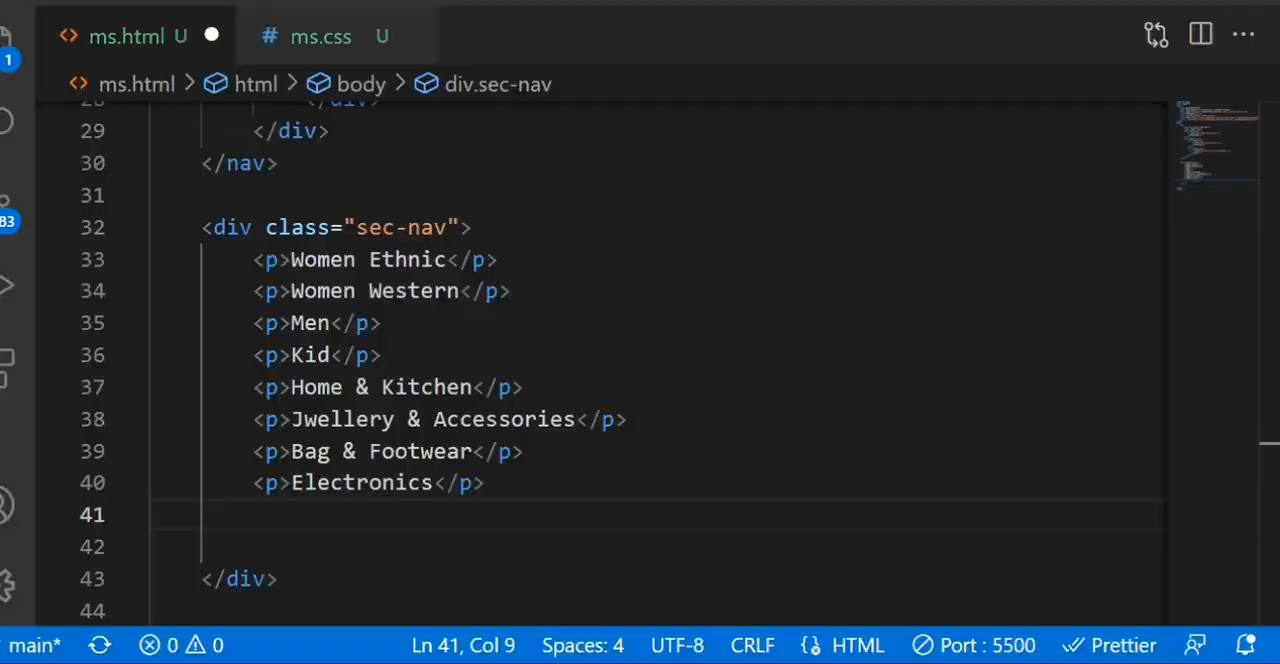 ms.html U
# ms.css U
1
ms.html > html > body > div.sec-nav
28 </div>
29 </div>
30 </nav>
31
32 <div class="sec-nav">
83
33 <p>Women Ethnic</p>
34 <p>Women Western</p>
35 <p>Men</p>
36 <p>Kid</p>
37 <p>Home & Kitchen</p>
38 <p>Jwellery & Accessories</p>
39 <p>Bag & Footwear</p>
40 <p>Electronics</p>
41
42
43 </div>
44
main* 0 0 Ln 41, Col 9 Spaces: 4 UTF-8 CRLF HTML Port : 5500 Prettier